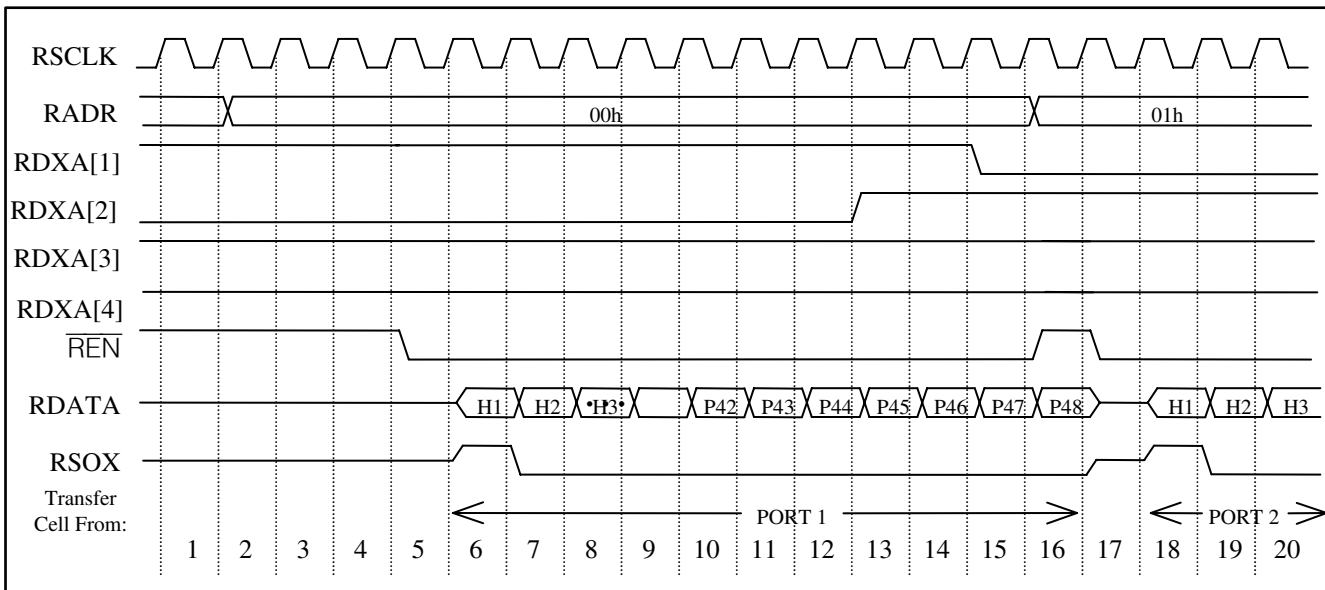 RSCLK
RADR 00h 01h
RDXA[1]
RDXA[2]
RDXA[3]
RDXA[4]
REN
RDATA H1 H2 H3 P42 P43 P44 P45 P46 P47 P48 H1 H2 H3
RSOX
Transfer
Cell From: PORT 1 PORT 2
1 2 3 4 5 6 7 8 9 10 11 12 13 14 15 16 17 18 19 20